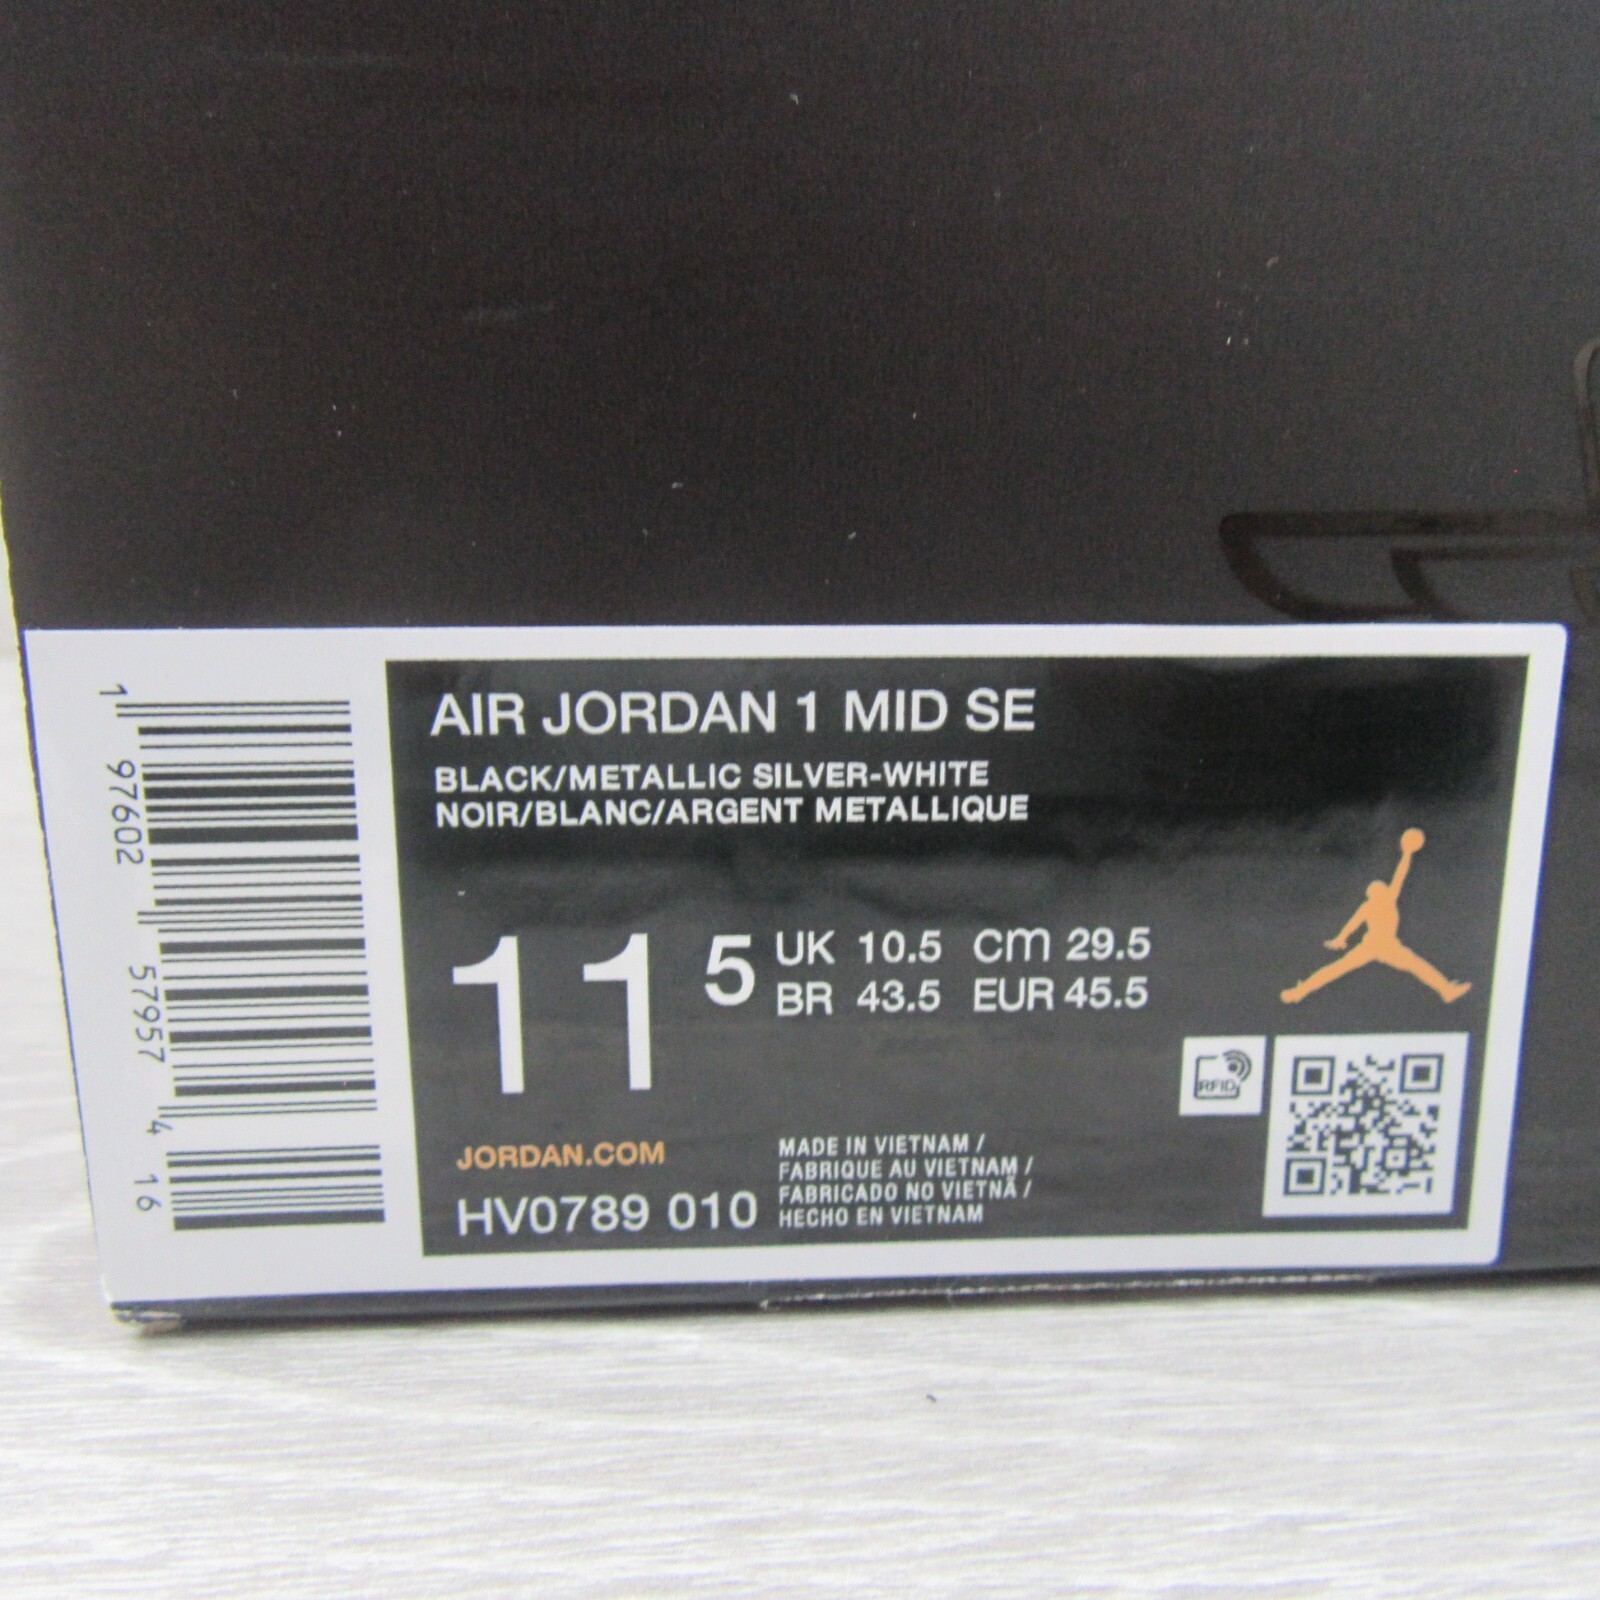 AIR JORDAN 1 MID SE
BLACK/METALLIC SILVER-WHITE
NOIR/BLANC/ARGENT METALLIQUE
11 5
UK 10.5 CM 29.5
BR 43.5 EUR 45.5
RFID
JORDAN.COM
HV0789 010
MADE IN VIETNAM /
FABRIQUE AU VIETNAM /
FABRICADO NO VIETNÃ /
HECHO EN VIETNAM
1 97602 57957 4 16